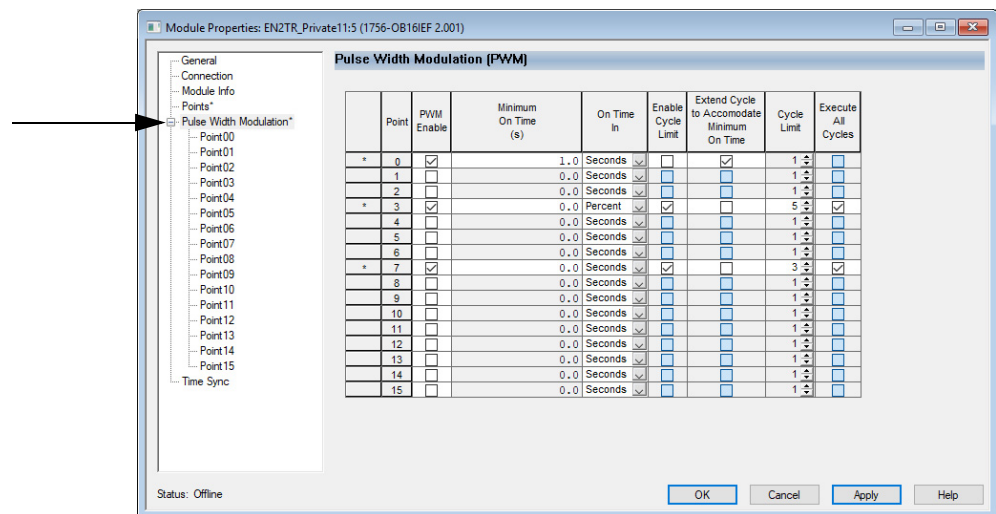 Module Properties: EN2TR_Private11:5 (1756-OB16IEF 2.001)
General
Connection
Module Info
Points*
Pulse Width Modulation*
Point00
Point01
Point02
Point03
Point04
Point05
Point06
Point07
Point08
Point09
Point10
Point11
Point12
Point13
Point14
Point15
Time Sync
Pulse Width Modulation (PWM)
Point
PWM Enable
Minimum On Time (s)
On Time In
Enable Cycle Limit
Extend Cycle to Accomodate Minimum On Time
Cycle Limit
Execute All Cycles
* 0 1.0 Seconds 1
1 0.0 Seconds 1
2 0.0 Seconds 1
* 3 0.0 Percent 5
4 0.0 Seconds 1
5 0.0 Seconds 1
6 0.0 Seconds 1
* 7 0.0 Seconds 3
8 0.0 Seconds 1
9 0.0 Seconds 1
10 0.0 Seconds 1
11 0.0 Seconds 1
12 0.0 Seconds 1
13 0.0 Seconds 1
14 0.0 Seconds 1
15 0.0 Seconds 1
Status: Offline
OK
Cancel
Apply
Help